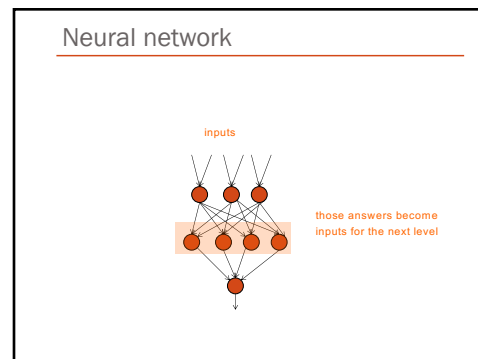 Neural network
inputs
those answers become
inputs for the next level